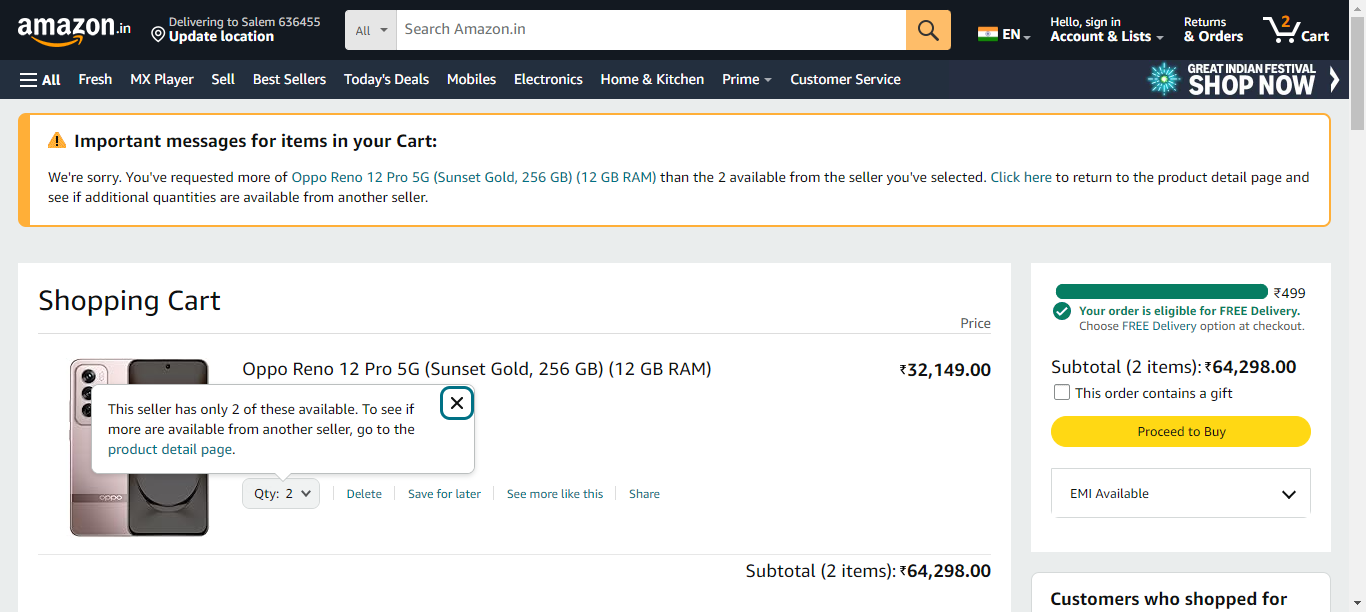 amazon.in
Delivering to Salem 636455
Update location
All
Search Amazon.in
EN
Hello, sign in
Account & Lists
Returns
& Orders
2
Cart
All
Fresh
MX Player
Sell
Best Sellers
Today's Deals
Mobiles
Electronics
Home & Kitchen
Prime
Customer Service
GREAT INDIAN FESTIVAL
SHOP NOW
Important messages for items in your Cart:
We're sorry. You've requested more of Oppo Reno 12 Pro 5G (Sunset Gold, 256 GB) (12 GB RAM) than the 2 available from the seller you've selected. Click here to return to the product detail page and
see if additional quantities are available from another seller.
Shopping Cart
Price
Oppo Reno 12 Pro 5G (Sunset Gold, 256 GB) (12 GB RAM)
₹32,149.00
This seller has only 2 of these available. To see if
more are available from another seller, go to the
product detail page.
oppo
Qty: 2
Delete
Save for later
See more like this
Share
Subtotal (2 items): ₹64,298.00
₹499
Your order is eligible for FREE Delivery.
Choose FREE Delivery option at checkout.
Subtotal (2 items): ₹64,298.00
This order contains a gift
Proceed to Buy
EMI Available
Customers who shopped for